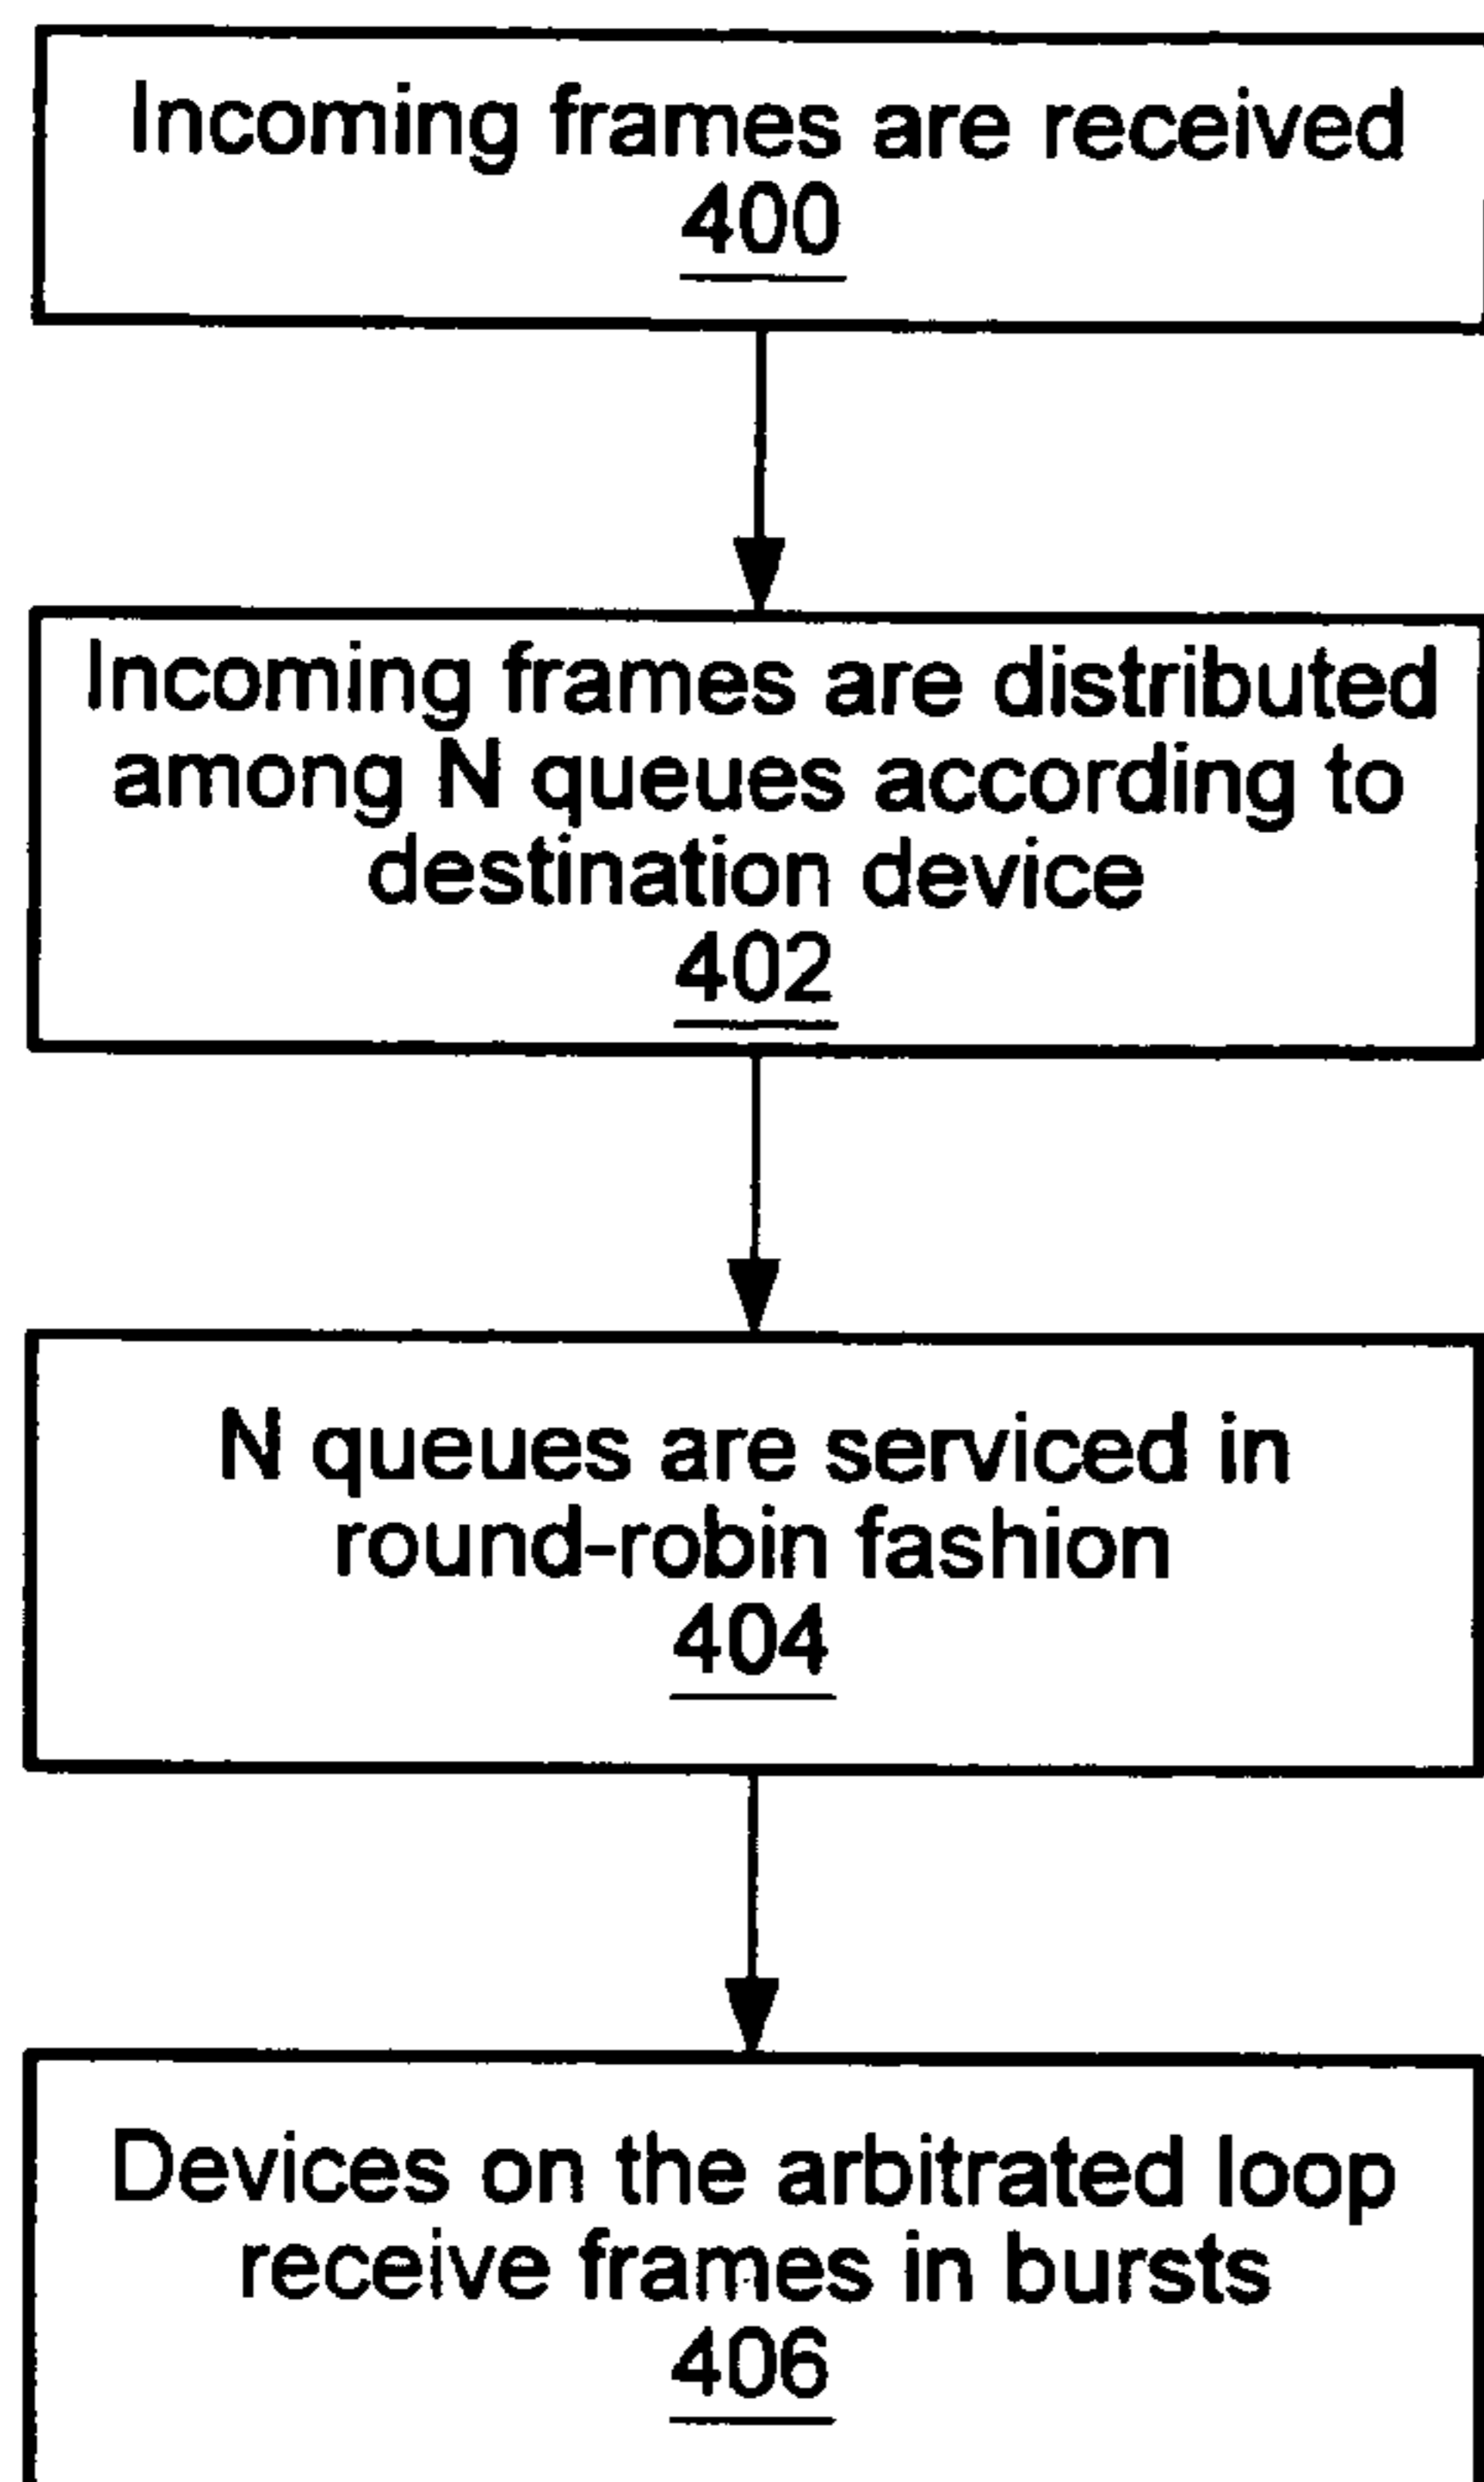 Incoming frames are received
400
Incoming frames are distributed
among N queues according to
destination device
402
N queues are serviced in
round-robin fashion
404
Devices on the arbitrated loop
receive frames in bursts
406